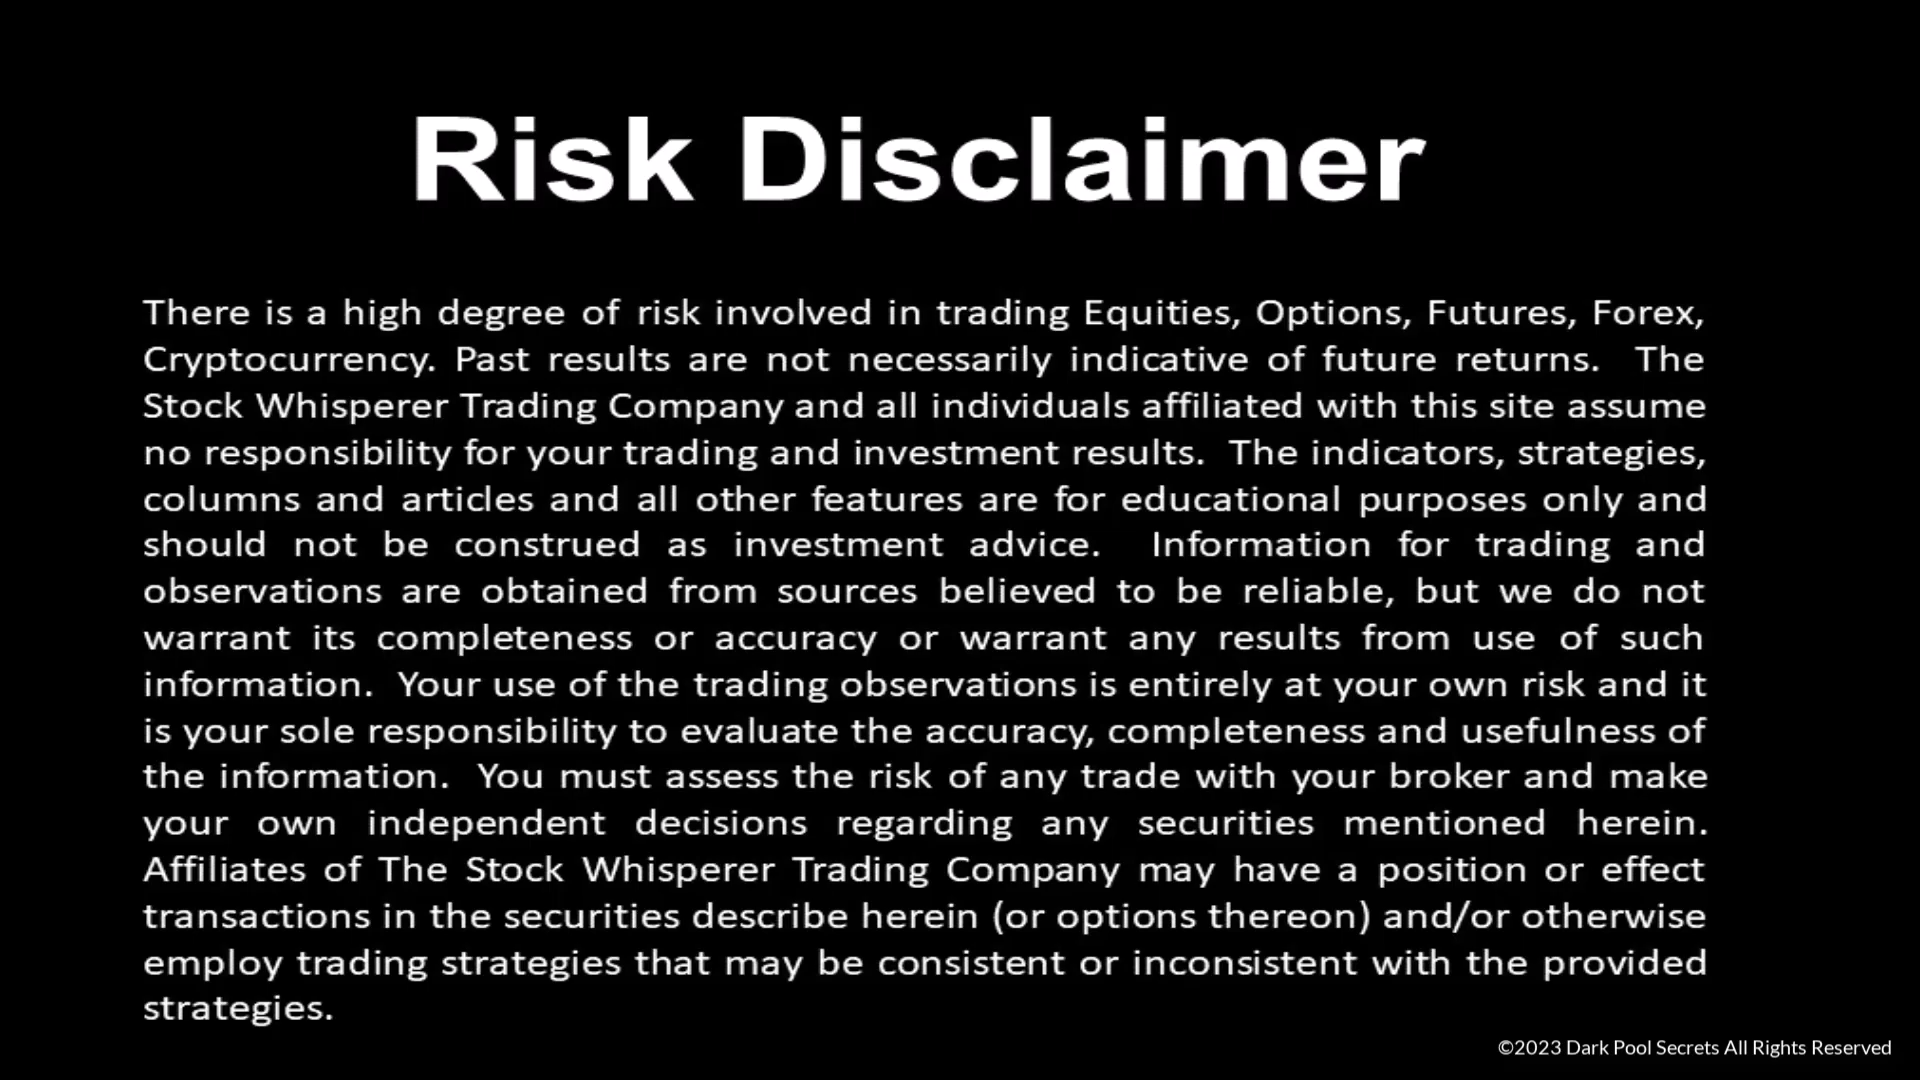 Risk Disclaimer
There is a high degree of risk involved in trading Equities, Options, Futures, Forex,
Cryptocurrency. Past results are not necessarily indicative of future returns.  The
Stock Whisperer Trading Company and all individuals affiliated with this site assume
no responsibility for your trading and investment results.  The indicators, strategies,
columns and articles and all other features are for educational purposes only and
should not be construed as investment advice.  Information for trading and
observations are obtained from sources believed to be reliable, but we do not
warrant its completeness or accuracy or warrant any results from use of such
information.  Your use of the trading observations is entirely at your own risk and it
is your sole responsibility to evaluate the accuracy, completeness and usefulness of
the information.  You must assess the risk of any trade with your broker and make
your own independent decisions regarding any securities mentioned herein.
Affiliates of The Stock Whisperer Trading Company may have a position or effect
transactions in the securities describe herein (or options thereon) and/or otherwise
employ trading strategies that may be consistent or inconsistent with the provided
strategies.
©2023 Dark Pool Secrets All Rights Reserved